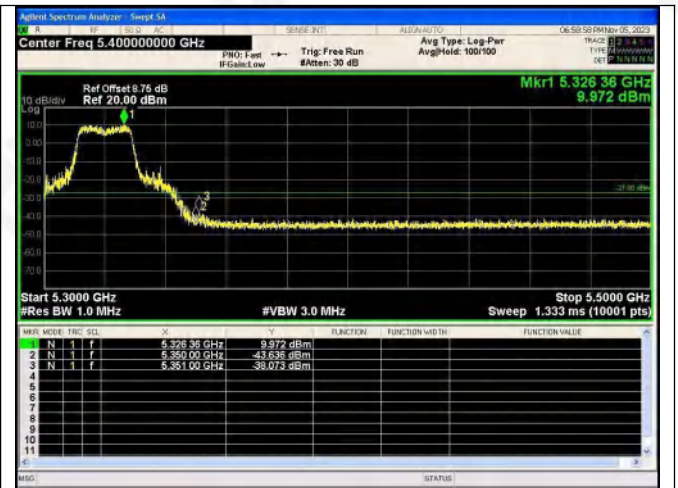 Agilent Spectrum Analyzer - Swept SA
R RF 50 Ω AC SENSE:INT ALIGN AUTO 06:58:58 PM Nov 05, 2023
Center Freq 5.400000000 GHz
PNO: Fast
IFGain:Low
Trig: Free Run
#Atten: 30 dB
Avg Type: Log-Pwr
Avg|Hold: 100/100
TRACE 1 2 3 4 5 6
TYPE
DET P N N N N N
Ref Offset 8.76 dB
Ref 20.00 dBm
Mkr1 5.326 36 GHz
9.972 dBm
10 dB/div
Log
10.0
0.00
-20.0
-30.0
-40.0
-50.0
-60.0
-70.0
1
2
3
-27.00 dBm
Start 5.3000 GHz
Stop 5.5000 GHz
#Res BW 1.0 MHz
#VBW 3.0 MHz
Sweep 1.333 ms (10001 pts)
MKR MODE TRC SCL X Y FUNCTION FUNCTION WIDTH FUNCTION VALUE
1 N 1 f 5.326 36 GHz 9.972 dBm
2 N 1 f 5.350 00 GHz -43.636 dBm
3 N 1 f 5.351 00 GHz -38.073 dBm
4
5
6
7
8
9
10
11
MSG
STATUS